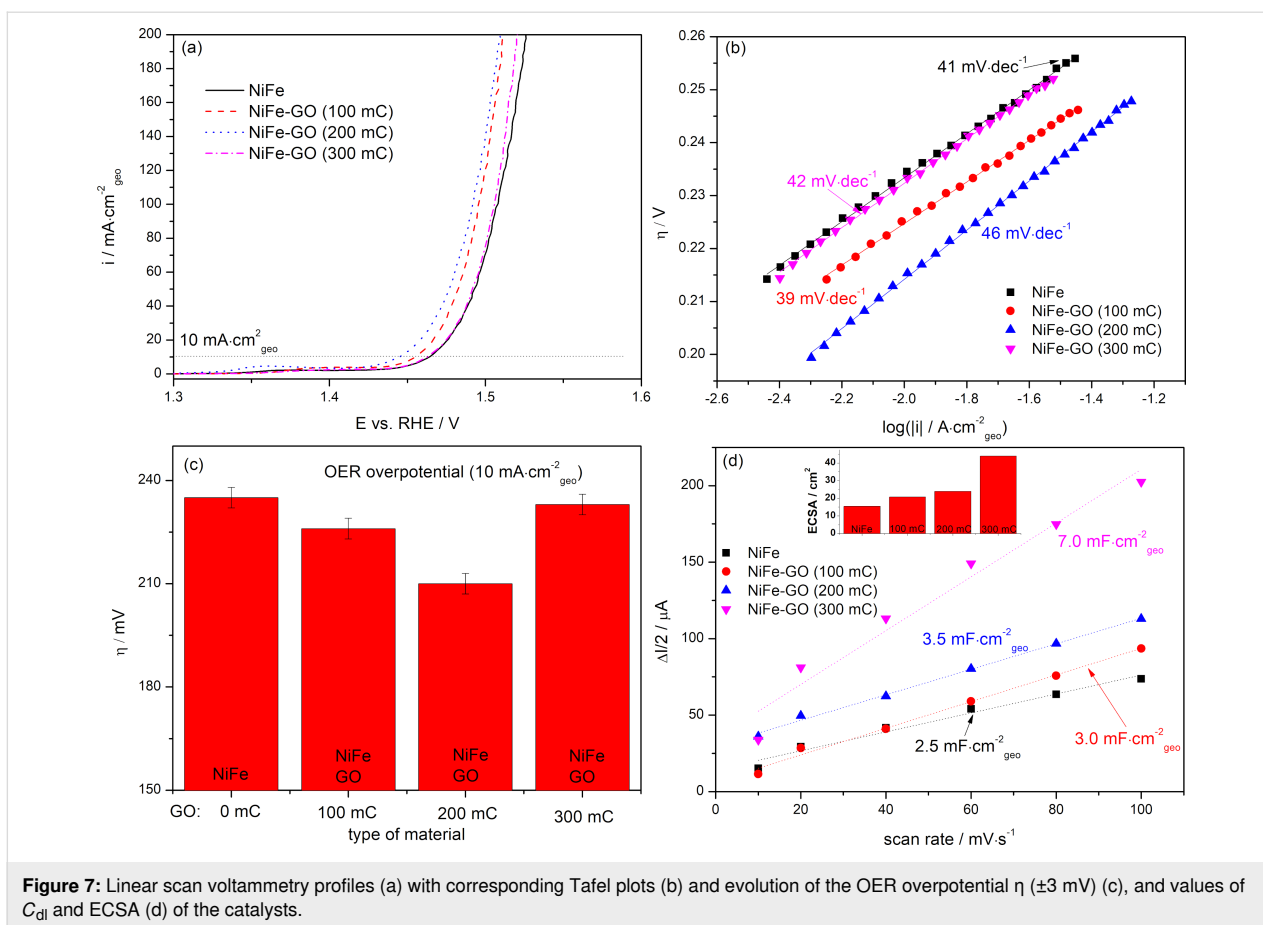 (a)
200
180
160
140
120
100
80
60
40
20
0
i / mA·cm⁻²geo
NiFe
NiFe-GO (100 mC)
NiFe-GO (200 mC)
NiFe-GO (300 mC)
10 mA·cm²geo
1.3 1.4 1.5 1.6
E vs. RHE / V
(b)
0.26
0.25
0.24
0.23
0.22
0.21
0.20
η / V
41 mV·dec⁻¹
42 mV·dec⁻¹
46 mV·dec⁻¹
39 mV·dec⁻¹
NiFe
NiFe-GO (100 mC)
NiFe-GO (200 mC)
NiFe-GO (300 mC)
-2.6 -2.4 -2.2 -2.0 -1.8 -1.6 -1.4 -1.2
log(|i| / A·cm⁻²geo)
(c)
OER overpotential (10 mA·cm⁻²geo)
240
210
180
150
η / mV
NiFe
NiFe
GO
NiFe
GO
NiFe
GO
GO: 0 mC 100 mC 200 mC 300 mC
type of material
(d)
ECSA / cm²
40
30
20
10
0
NiFe 100 mC 200 mC 300 mC
200
150
100
50
0
ΔI/2 / µA
NiFe
NiFe-GO (100 mC)
NiFe-GO (200 mC)
NiFe-GO (300 mC)
7.0 mF·cm⁻²geo
3.5 mF·cm⁻²geo
2.5 mF·cm⁻²geo
3.0 mF·cm⁻²geo
0 20 40 60 80 100
scan rate / mV·s⁻¹
Figure 7: Linear scan voltammetry profiles (a) with corresponding Tafel plots (b) and evolution of the OER overpotential η (±3 mV) (c), and values of
Cdl and ECSA (d) of the catalysts.